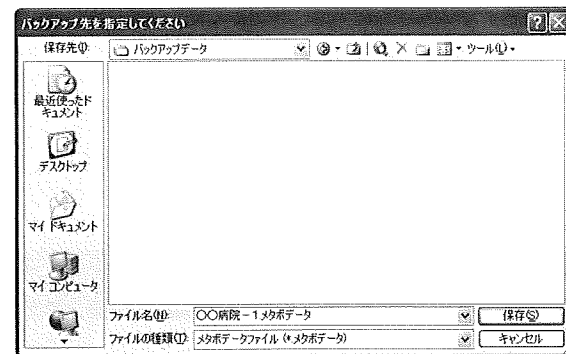 バックアップ先を指定してください
保存先(I): バックアップデータ ツール(L)
最近使ったド
キュメント
デスクトップ
マイ ドキュメント
マイ コンピュータ
ファイル名(N): 〇〇病院-1メタボデータ 保存(S)
ファイルの種類(T): メタボデータファイル (*.メタボデータ) キャンセル